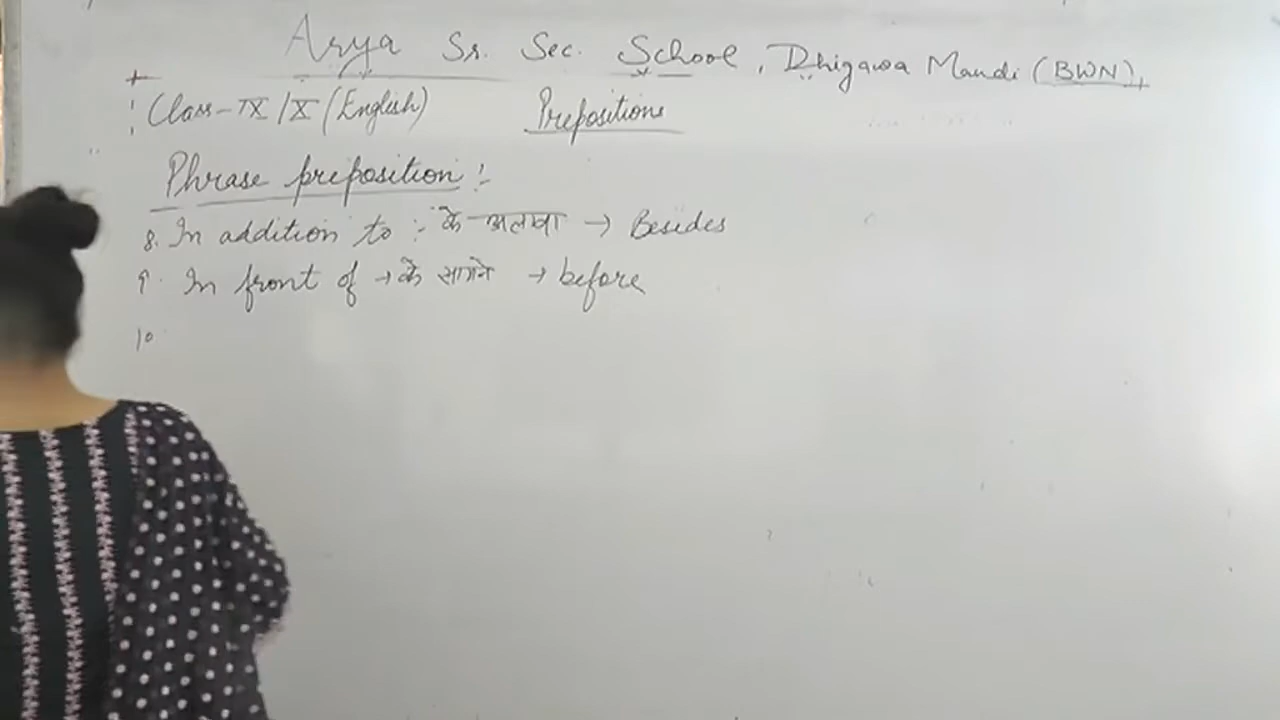 Arya Sr. Sec. School, Dhigawa Mandi (BWN)
Class-IX/X (English) Prepositions
Phrase preposition :-
8. In addition to :- के अलावा → Besides
9. In front of → के सामने → before
10